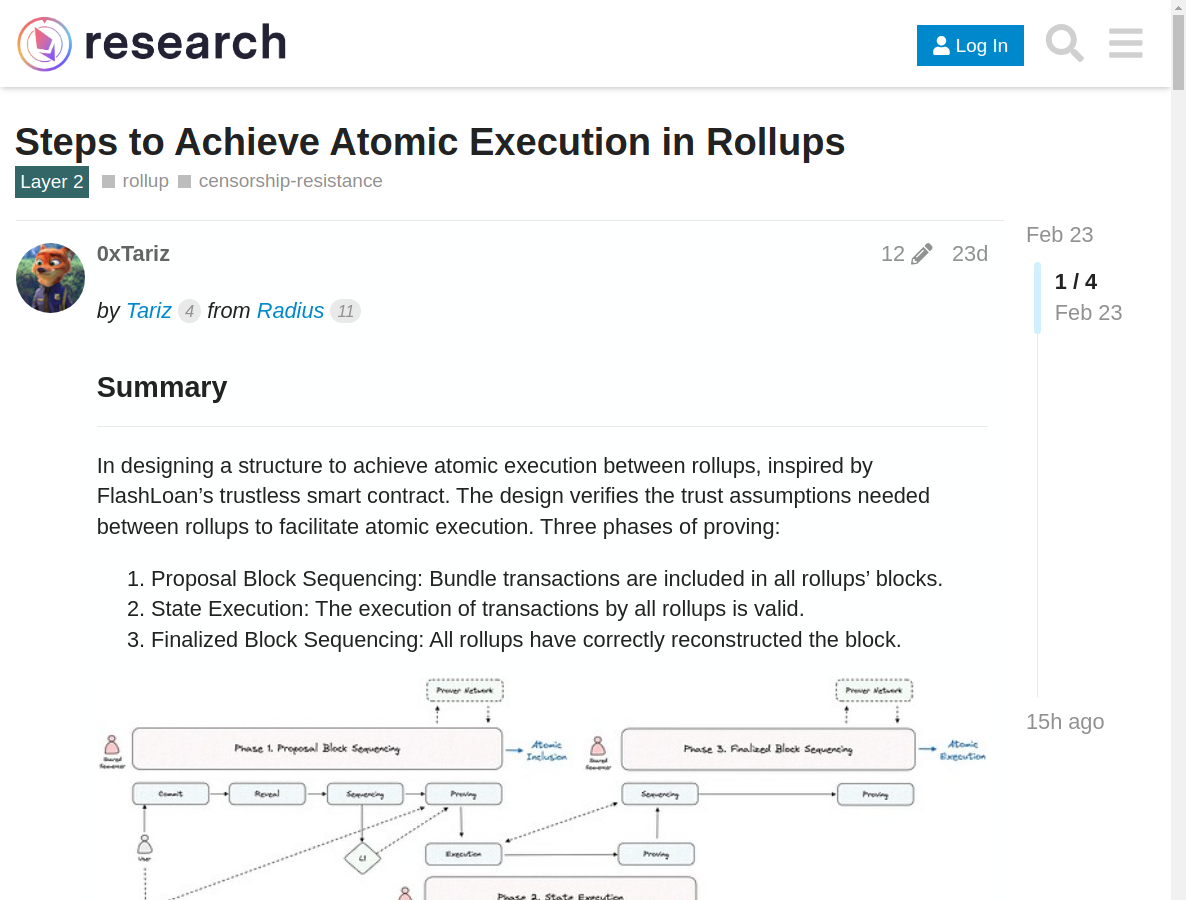 research
Log In
Steps to Achieve Atomic Execution in Rollups
Layer 2 rollup censorship-resistance
Feb 23
0xTariz 12 23d
1 / 4
Feb 23
by Tariz 4 from Radius 11
Summary
In designing a structure to achieve atomic execution between rollups, inspired by
FlashLoan’s trustless smart contract. The design verifies the trust assumptions needed
between rollups to facilitate atomic execution. Three phases of proving:
1. Proposal Block Sequencing: Bundle transactions are included in all rollups’ blocks.
2. State Execution: The execution of transactions by all rollups is valid.
3. Finalized Block Sequencing: All rollups have correctly reconstructed the block.
15h ago
Prover Network
Prover Network
Shared
Sequencer
Phase 1. Proposal Block Sequencing
Atomic
Inclusion
Shared
Sequencer
Phase 3. Finalized Block Sequencing
Atomic
Execution
Commit
Reveal
Sequencing
Proving
Sequencing
Proving
User
L1
Execution
Proving
Phase 2. State Execution